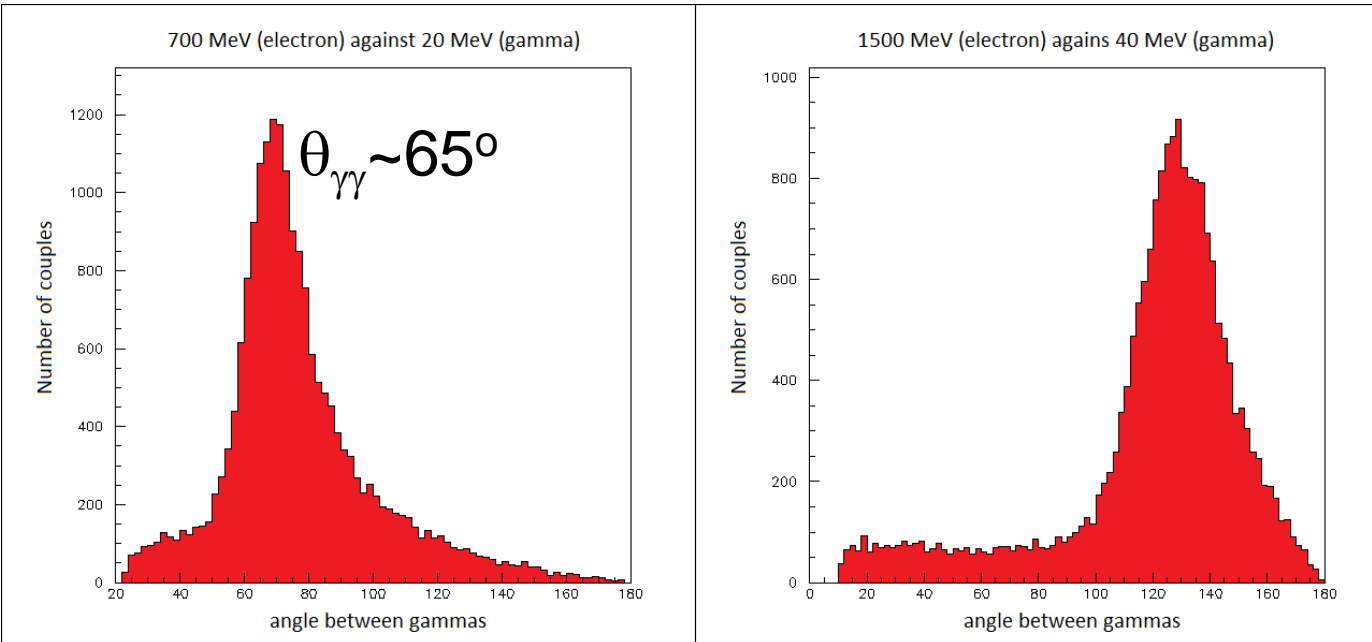 700 MeV (electron) against 20 MeV (gamma)
1200
1000
800
600
400
200
0
20 40 60 80 100 120 140 160 180
Number of couples
angle between gammas
θγγ~65º
1500 MeV (electron) agains 40 MeV (gamma)
1000
800
600
400
200
0
0 20 40 60 80 100 120 140 160 180
Number of couples
angle between gammas